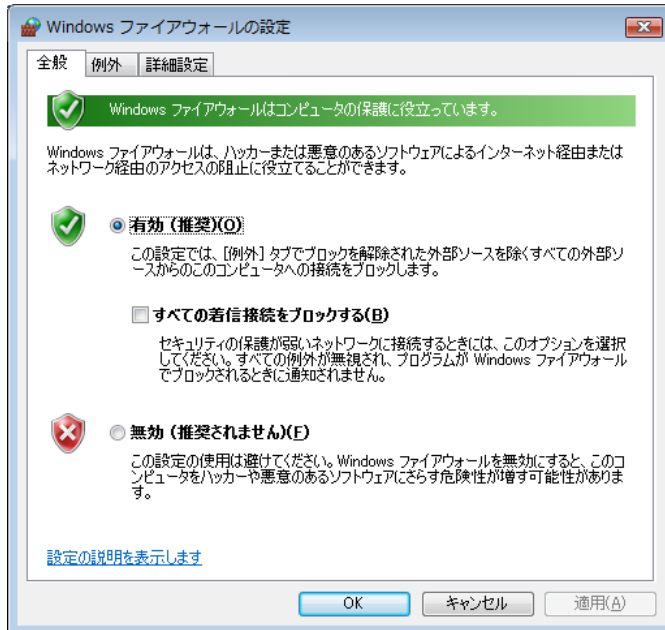 Windows ファイアウォールの設定
全般 例外 詳細設定
Windows ファイアウォールはコンピュータの保護に役立っています。
Windows ファイアウォールは、ハッカーまたは悪意のあるソフトウェアによるインターネット経由または
ネットワーク経由のアクセスの阻止に役立てることができます。
有効 (推奨)(O)
この設定では、[例外] タブでブロックを解除された外部ソースを除くすべての外部ソ
ースからのこのコンピュータへの接続をブロックします。
すべての着信接続をブロックする(B)
セキュリティの保護が弱いネットワークに接続するときには、このオプションを選択
してください。すべての例外が無視され、プログラムが Windows ファイアウォール
でブロックされるときに通知されません。
無効 (推奨されません)(F)
この設定の使用は避けてください。Windows ファイアウォールを無効にすると、このコ
ンピュータをハッカーや悪意のあるソフトウェアにさらす危険性が増す可能性がありま
す。
設定の説明を表示します
OK キャンセル 適用(A)